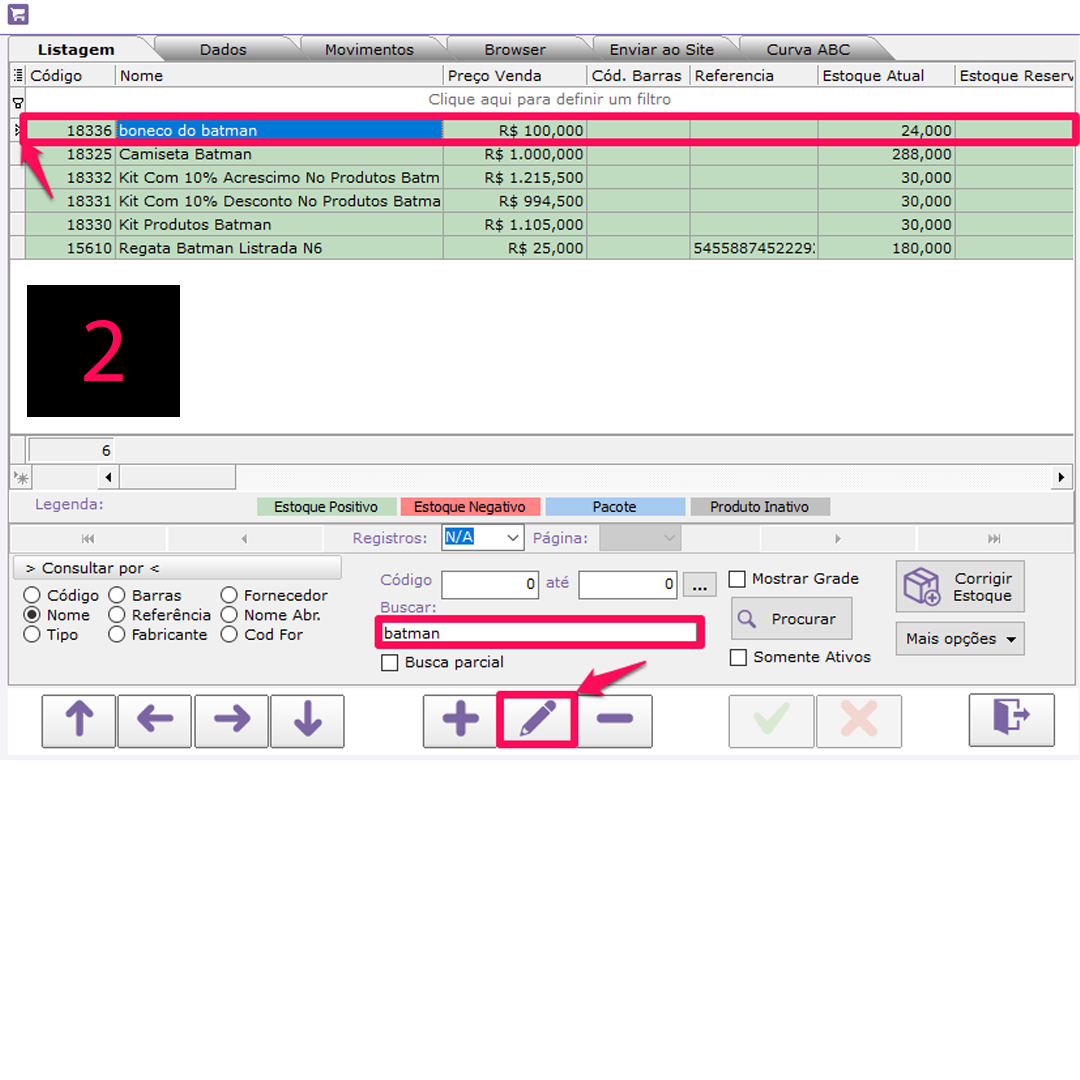 Listagem Dados Movimentos Browser Enviar ao Site Curva ABC
Código Nome Preço Venda Cód. Barras Referencia Estoque Atual Estoque Reserv
Clique aqui para definir um filtro
18336 boneco do batman R$ 100,000 24,000
18325 Camiseta Batman R$ 1.000,000 288,000
18332 Kit Com 10% Acrescimo No Produtos Batm R$ 1.215,500 30,000
18331 Kit Com 10% Desconto No Produtos Batma R$ 994,500 30,000
18330 Kit Produtos Batman R$ 1.105,000 30,000
15610 Regata Batman Listrada N6 R$ 25,000 5455887452229 180,000
2
6
Legenda: Estoque Positivo Estoque Negativo Pacote Produto Inativo
Registros: N/A Página:
> Consultar por <
Código Barras Fornecedor
Nome Referência Nome Abr.
Tipo Fabricante Cod For
Código 0 até 0 ...
Buscar:
batman
Busca parcial
Mostrar Grade
Procurar
Somente Ativos
Corrigir
Estoque
Mais opções